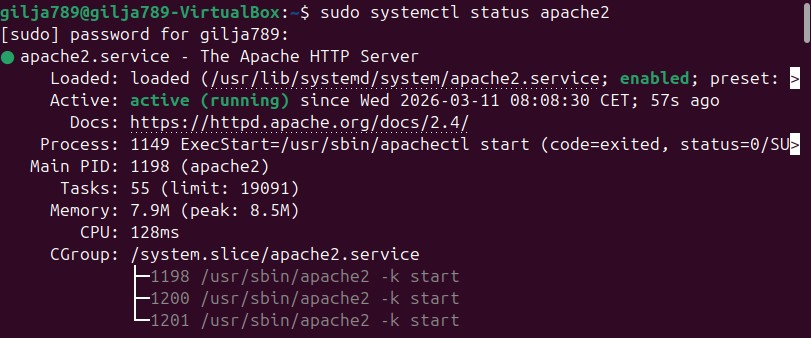 gilja789@gilja789-VirtualBox:~$ sudo systemctl status apache2
[sudo] password for gilja789:
● apache2.service - The Apache HTTP Server
     Loaded: loaded (/usr/lib/systemd/system/apache2.service; enabled; preset: >
     Active: active (running) since Wed 2026-03-11 08:08:30 CET; 57s ago
       Docs: https://httpd.apache.org/docs/2.4/
    Process: 1149 ExecStart=/usr/sbin/apachectl start (code=exited, status=0/SU>
   Main PID: 1198 (apache2)
      Tasks: 55 (limit: 19091)
     Memory: 7.9M (peak: 8.5M)
        CPU: 128ms
     CGroup: /system.slice/apache2.service
             ├─1198 /usr/sbin/apache2 -k start
             ├─1200 /usr/sbin/apache2 -k start
             └─1201 /usr/sbin/apache2 -k start